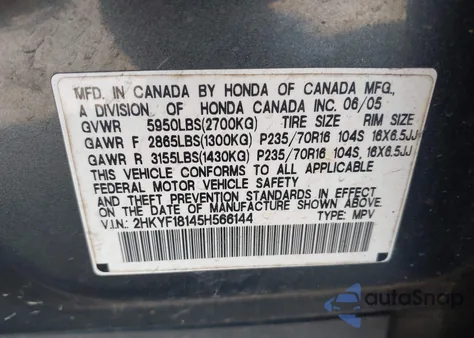 MFD. IN CANADA BY HONDA OF CANADA MFG.,
A DIVISION OF HONDA CANADA INC. 06/05
GVWR 5950LBS(2700KG) TIRE SIZE RIM SIZE
GAWR F 2865LBS(1300KG) P235/70R16 104S, 16X6.5JJ
GAWR R 3155LBS(1430KG) P235/70R16 104S, 16X6.5JJ
THIS VEHICLE CONFORMS TO ALL APPLICABLE
FEDERAL MOTOR VEHICLE SAFETY
AND THEFT PREVENTION STANDARDS IN EFFECT
ON THE DATE OF MANUFACTURE SHOWN ABOVE.
V.I.N.: 2HKYF18145H566144 TYPE: MPV
autoSnap